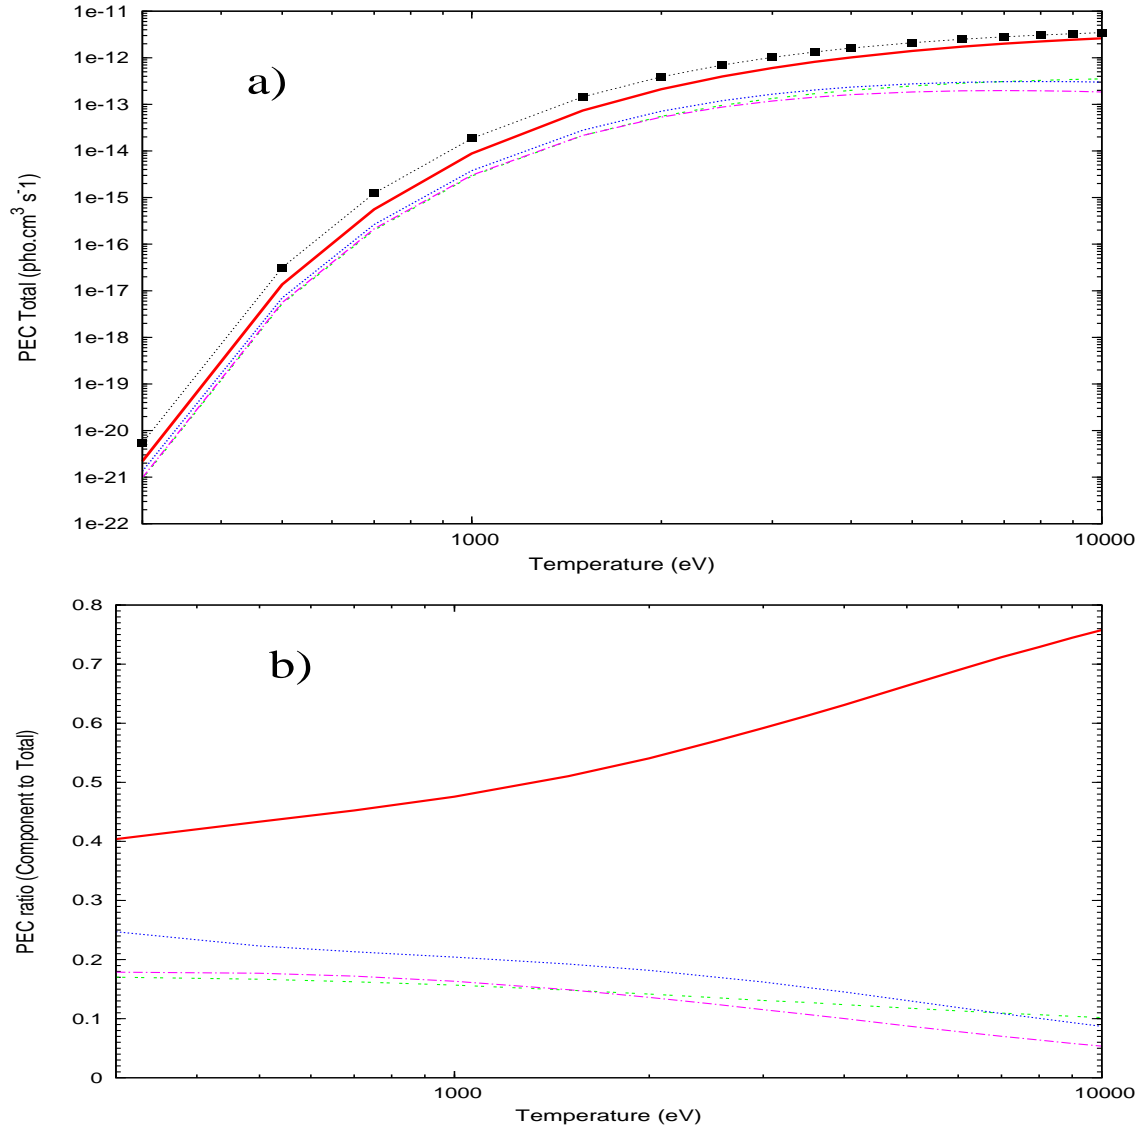 a)
PEC Total (pho.cm³ s⁻¹)
1e-11
1e-12
1e-13
1e-14
1e-15
1e-16
1e-17
1e-18
1e-19
1e-20
1e-21
1e-22
1000
10000
Temperature (eV)
b)
PEC ratio (Component to Total)
0.8
0.7
0.6
0.5
0.4
0.3
0.2
0.1
0
1000
10000
Temperature (eV)